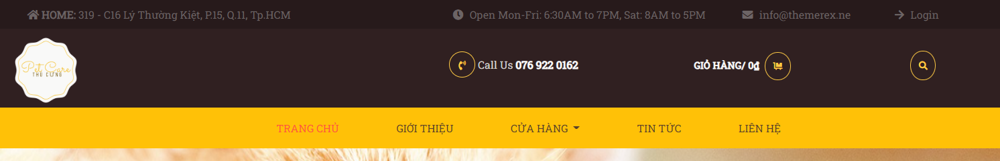 HOME: 319 - C16 Lý Thường Kiệt, P.15, Q.11, Tp.HCM
Open Mon-Fri: 6:30AM to 7PM, Sat: 8AM to 5PM
info@themerex.ne
Login
Pet Care
THÚ CƯNG
Call Us 076 922 0162
GIỎ HÀNG/ 0₫
TRANG CHỦ
GIỚI THIỆU
CỬA HÀNG
TIN TỨC
LIÊN HỆ